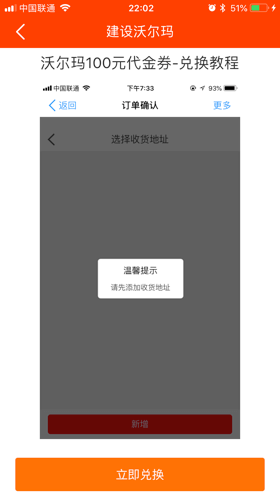 中国联通 22:02 51%
建设沃尔玛
沃尔玛100元代金券-兑换教程
中国联通 下午7:33 93%
返回 订单确认 更多
选择收货地址
温馨提示
请先添加收货地址
新增
立即兑换